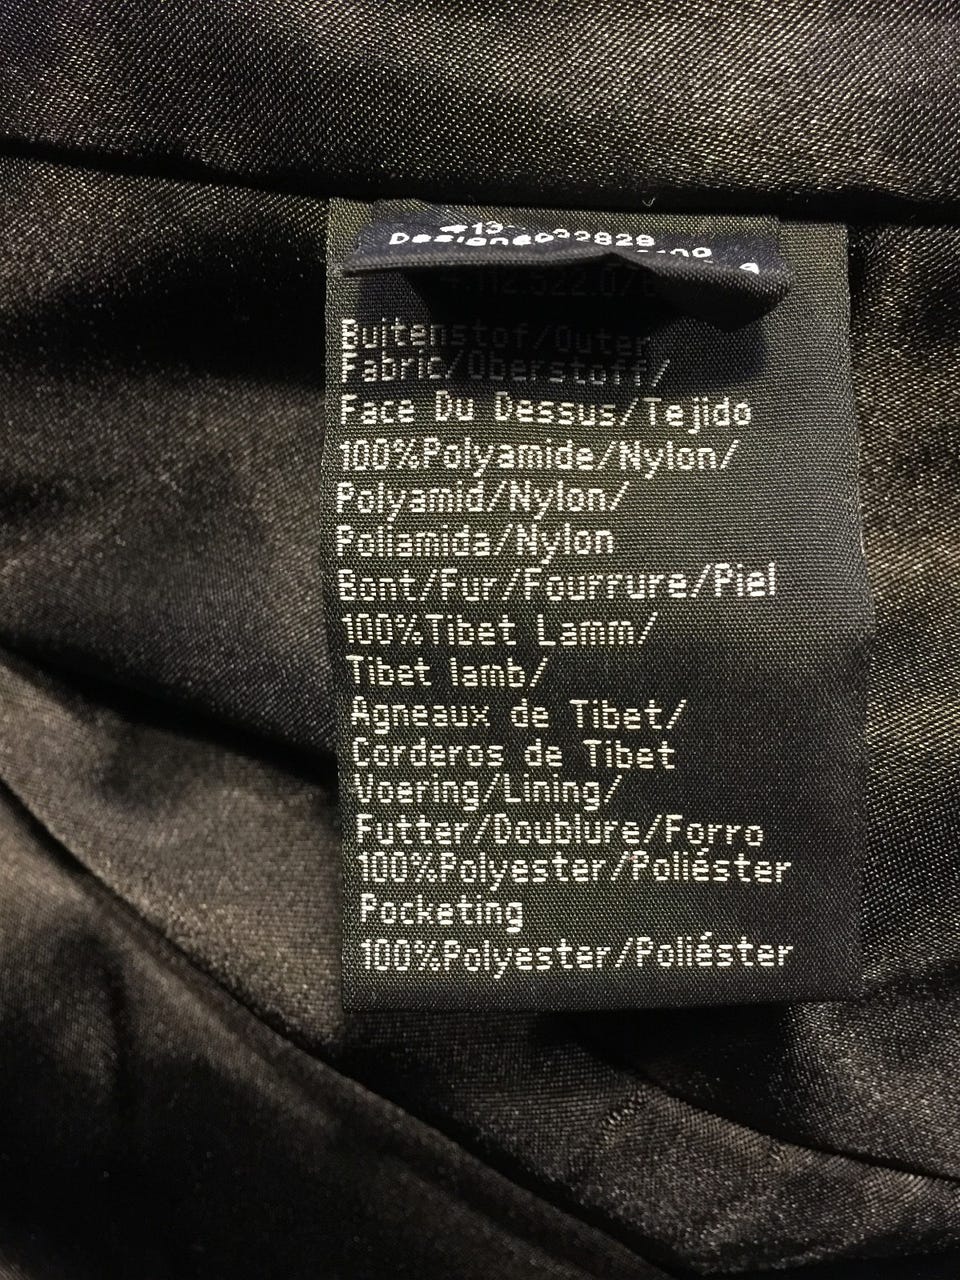 Buitenstof/Outer
Fabric/Oberstoff/
Face Du Dessus/Tejido
100%Polyamide/Nylon/
Polyamid/Nylon/
Poliamida/Nylon
Bont/Fur/Fourrure/Piel
100%Tibet Lamm/
Tibet lamb/
Agneaux de Tibet/
Corderos de Tibet
Voering/Lining/
Futter/Doublure/Forro
100%Polyester/Poliéster
Pocketing
100%Polyester/Poliéster